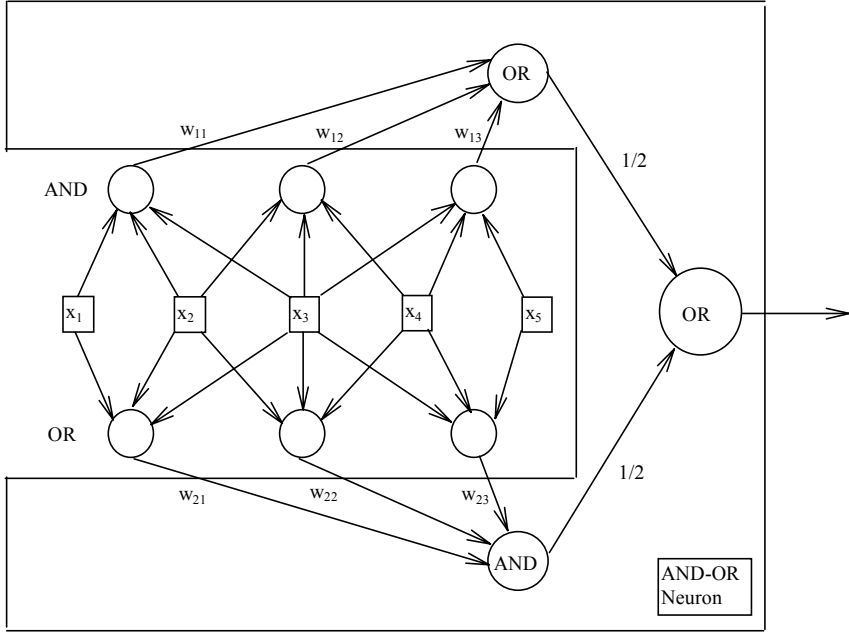 OR
w₁₁
w₁₂
w₁₃
1/2
AND
x₁
x₂
x₃
x₄
x₅
OR
OR
w₂₁
w₂₂
w₂₃
1/2
AND
AND-OR
Neuron